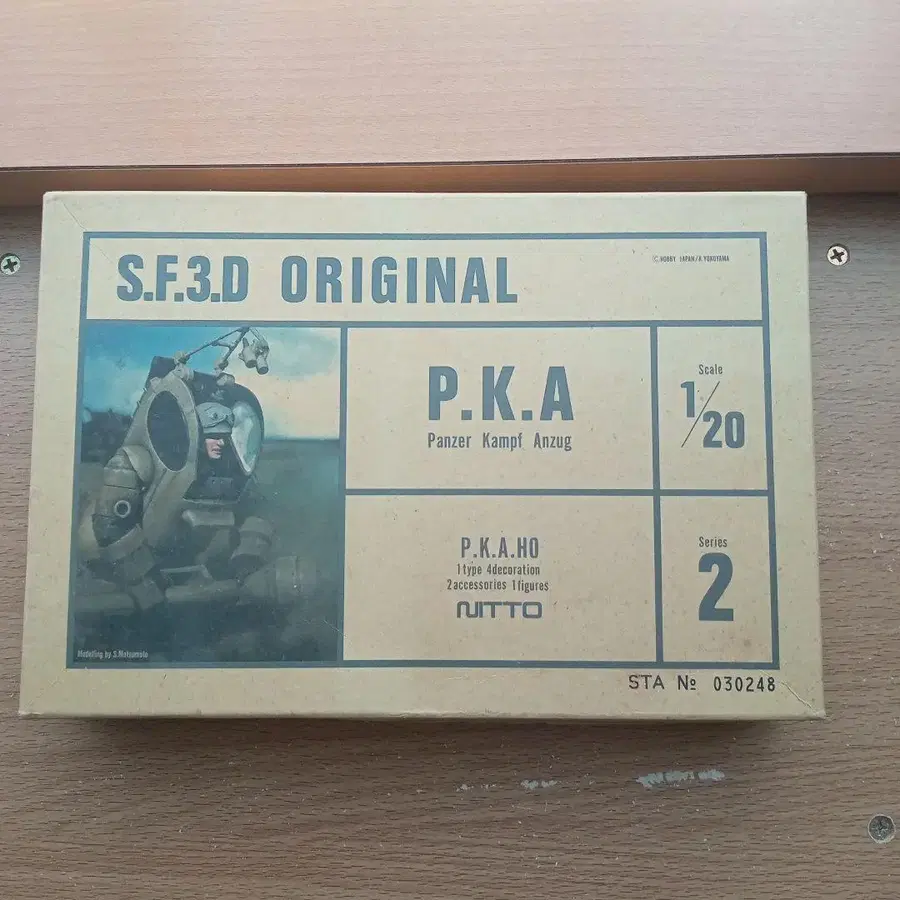 S.F.3.D ORIGINAL
© HOBBY JAPAN/K.YOKOYAMA
P.K.A
Panzer Kampf Anzug
Scale
1/20
P.K.A.HO
1type 4decoration
2accessories 1figures
NITTO
Series
2
Modelling by S.Matsumoto
STA № 030248